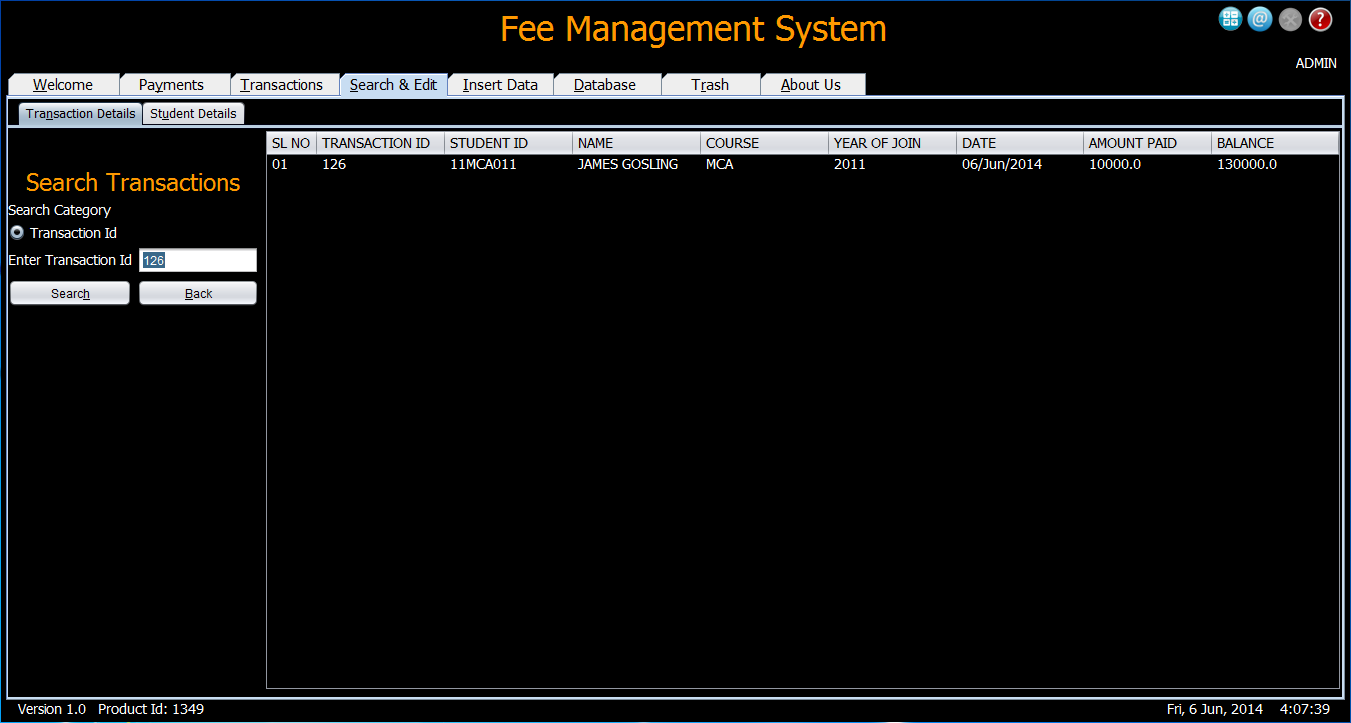 Fee Management System
@ ?
ADMIN
Welcome Payments Transactions Search & Edit Insert Data Database Trash About Us
Transaction Details Student Details
SL NO TRANSACTION ID STUDENT ID NAME COURSE YEAR OF JOIN DATE AMOUNT PAID BALANCE
01 126 11MCA011 JAMES GOSLING MCA 2011 06/Jun/2014 10000.0 130000.0
Search Transactions
Search Category
Transaction Id
Enter Transaction Id 126
Search Back
Version 1.0 Product Id: 1349 Fri, 6 Jun, 2014 4:07:39